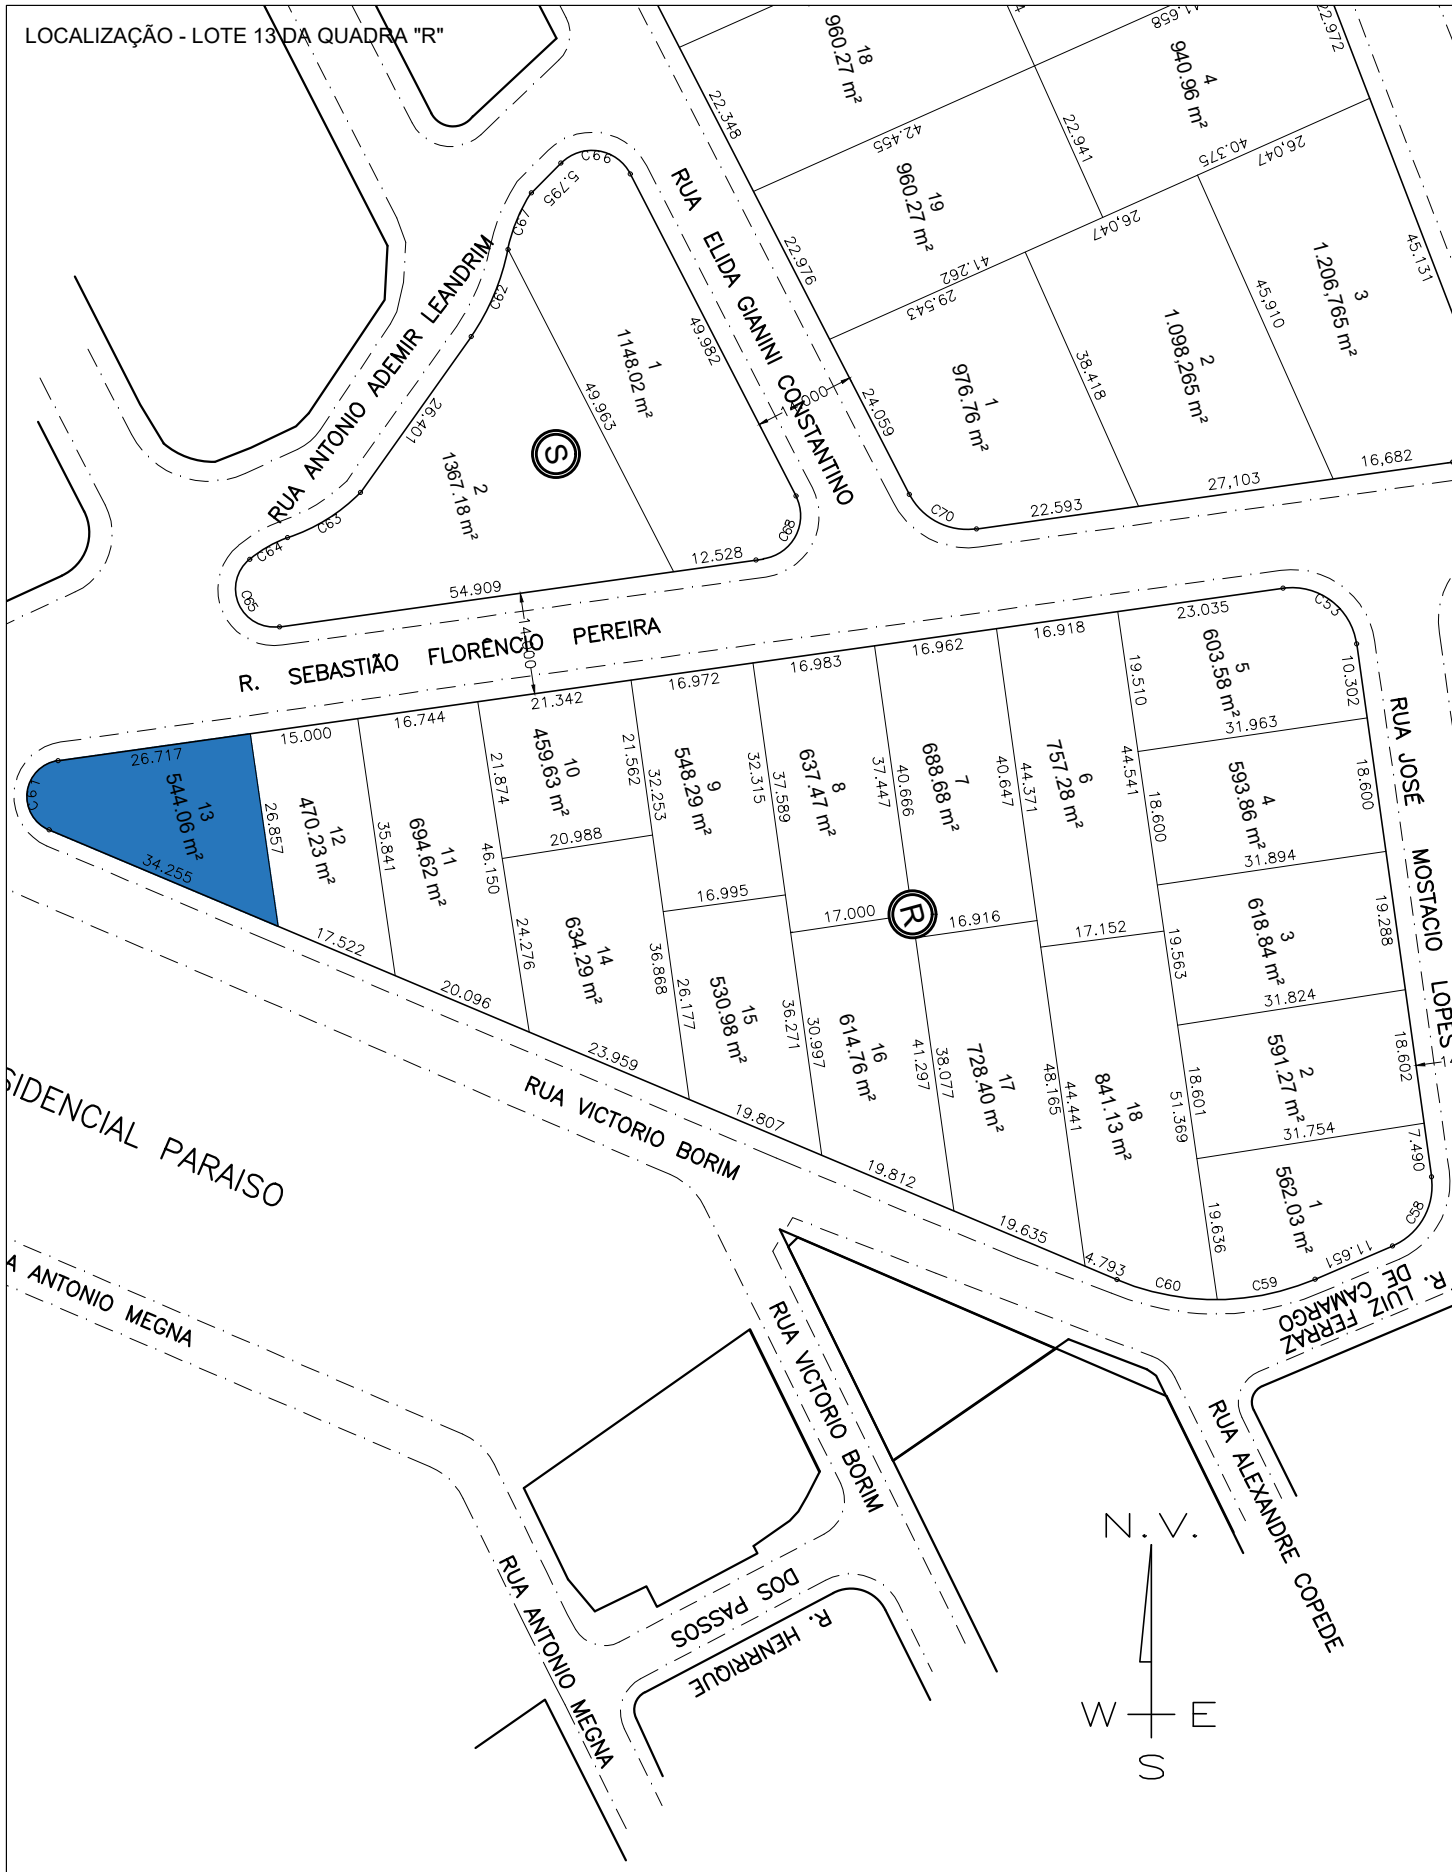 LOCALIZAÇÃO - LOTE 13 DA QUADRA "R"
18
960.27 m²
4
940.96 m²
41.658
22.972
22.348
42.455
22.941
40.375
26,047
19
960.27 m²
22.976
41.262
29.543
26,047
45,910
3
1.206,765 m²
45.131
2
1.098,265 m²
38.418
1
976.76 m²
24.059
C70
22.593
27,103
16,682
RUA ELIDA GIANINI CONSTANTINO
14.000
C66
5.795
C67
C62
RUA ANTONIO ADEMIR LEANDRIM
26.401
49.982
1
1148.02 m²
49.963
S
2
1367.18 m²
C63
C64
C65
54.909
12.528
C68
14.000
R. SEBASTIÃO FLORÊNCIO PEREIRA
26.717
15.000
16.744
21.342
16.972
16.983
16.962
16.918
23.035
C53
10.302
13
544.06 m²
34.255
26.857
12
470.23 m²
35.841
17.522
11
694.62 m²
21.874
46.150
24.276
20.096
10
459.63 m²
20.988
21.562
32.253
14
634.29 m²
36.868
26.177
23.959
9
548.29 m²
16.995
32.315
37.589
15
530.98 m²
36.271
30.997
19.807
8
637.47 m²
17.000
37.447
40.666
16
614.76 m²
41.297
38.077
19.812
7
688.68 m²
R
16.916
40.647
44.371
17
728.40 m²
48.165
44.441
19.635
6
757.28 m²
17.152
19.510
44.541
18.600
18
841.13 m²
19.563
18.601
51.369
19.636
4.793
C60
C59
5
603.58 m²
31.963
4
593.86 m²
18.600
31.894
3
618.84 m²
19.288
31.824
2
591.27 m²
18.602
31.754
1
562.03 m²
7.490
C58
11.651
RUA JOSÉ MOSTACIO LOPES
R. LUIZ FERRAZ
DE CAMARGO
RUA VICTORIO BORIM
SIDENCIAL PARAISO
A ANTONIO MEGNA
RUA VICTORIO BORIM
RUA ALEXANDRE COPEDE
RUA ANTONIO MEGNA
R. HENRRIQUE
DOS PASSOS
N.V.
W E
S